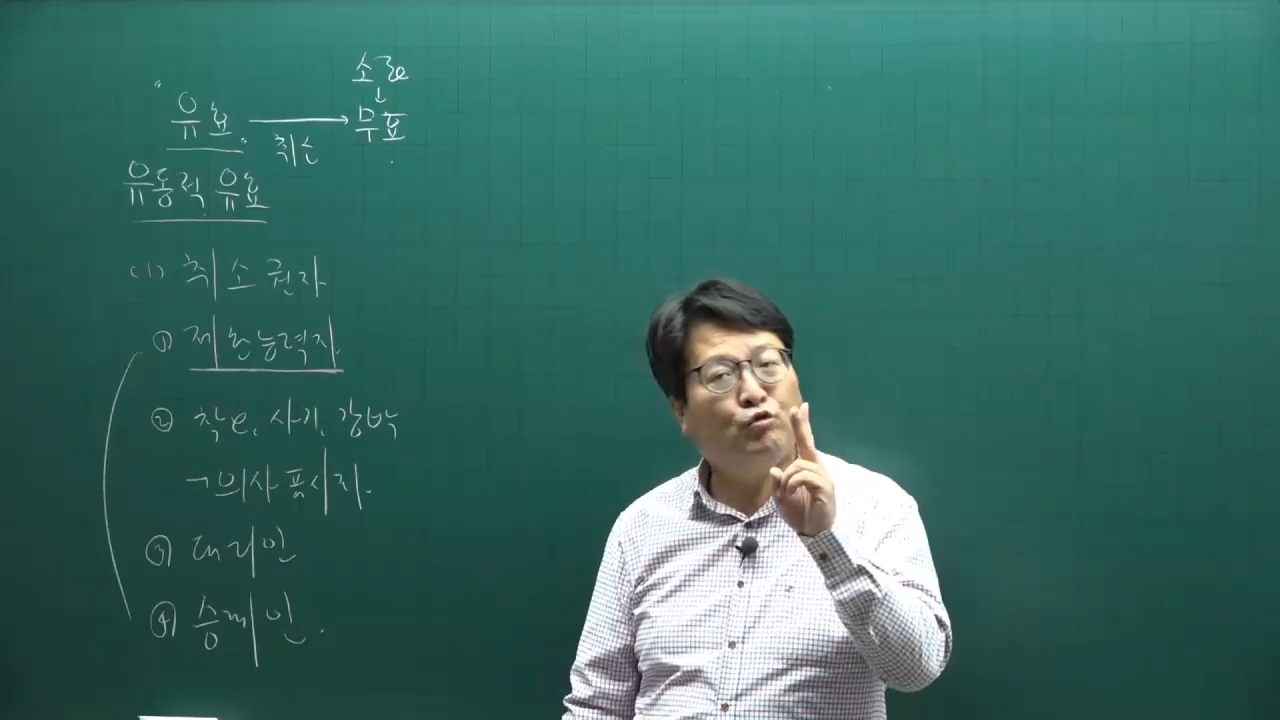 소급
↓
유효. → 무효
취소
유동적 유효
(1) 취소권자
① 제한능력자.
② 착오, 사기, 강박
ㄱ의사표시자.
③ 대리인
④ 승계인.